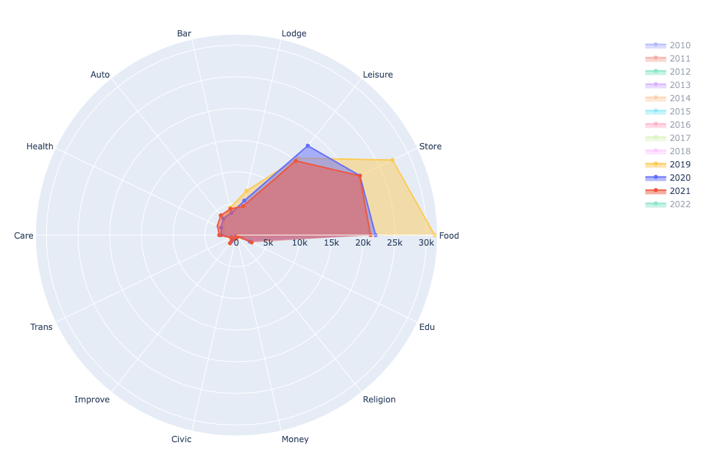 Bar
Lodge
Auto
Leisure
Health
Store
Care
0
5k
10k
15k
20k
25k
30k
Food
Trans
Edu
Improve
Religion
Civic
Money
2010
2011
2012
2013
2014
2015
2016
2017
2018
2019
2020
2021
2022